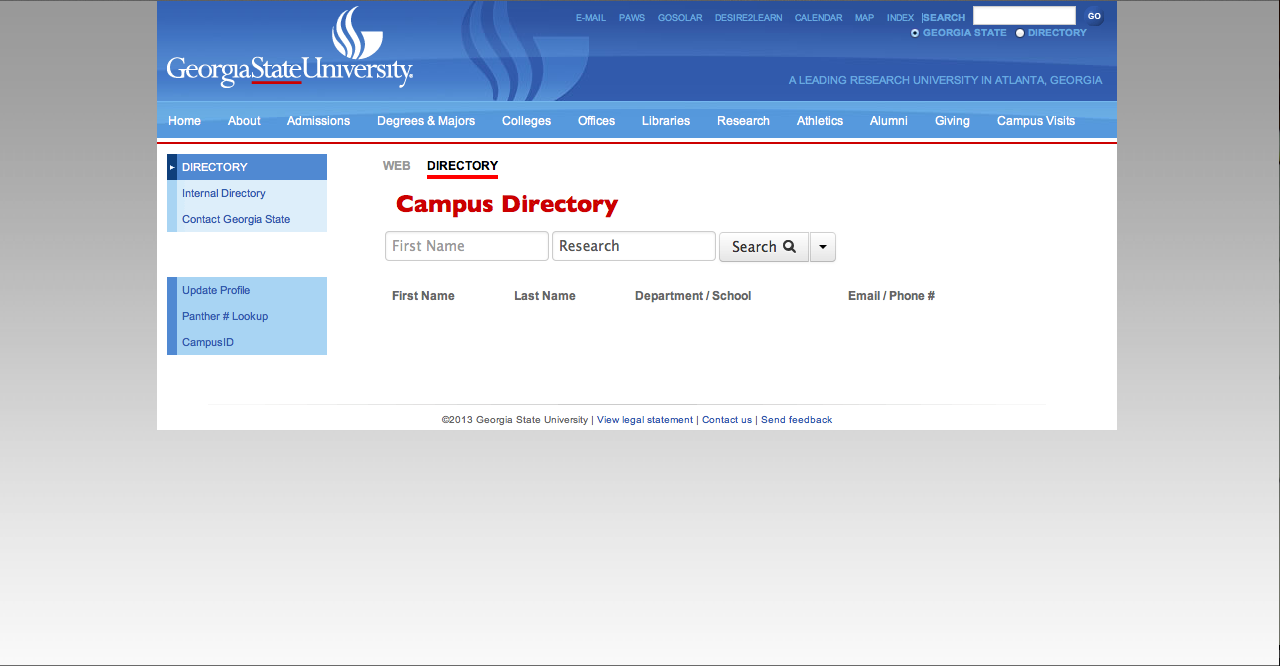 E-MAIL PAWS GOSOLAR DESIRE2LEARN CALENDAR MAP INDEX |SEARCH GO
GEORGIA STATE DIRECTORY
GeorgiaStateUniversity.
A LEADING RESEARCH UNIVERSITY IN ATLANTA, GEORGIA
Home About Admissions Degrees & Majors Colleges Offices Libraries Research Athletics Alumni Giving Campus Visits
DIRECTORY
Internal Directory
Contact Georgia State
Update Profile
Panther # Lookup
CampusID
WEB DIRECTORY
Campus Directory
First Name Research Search
First Name Last Name Department / School Email / Phone #
©2013 Georgia State University | View legal statement | Contact us | Send feedback